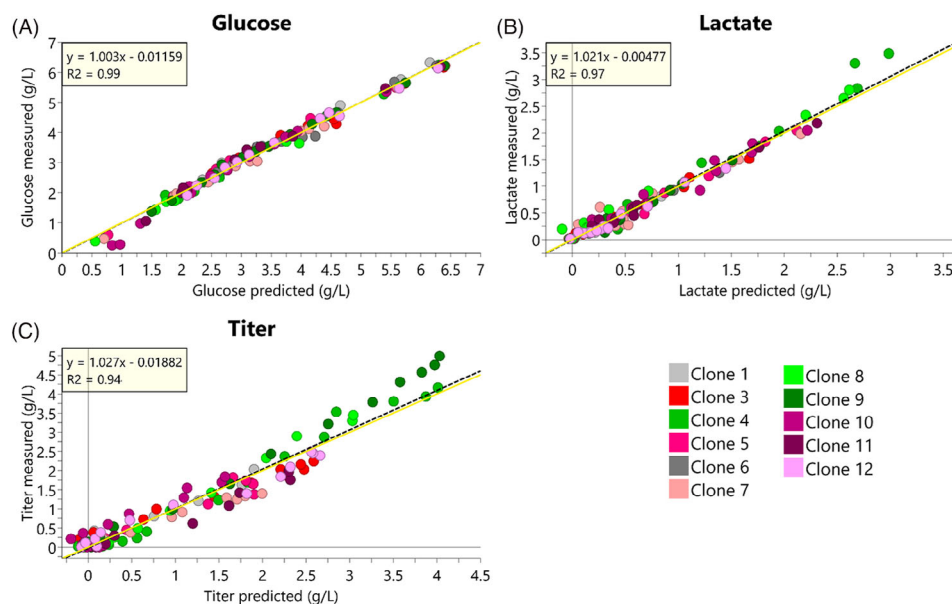 (A)
Glucose
y = 1.003x - 0.01159
R2 = 0.99
Glucose measured (g/L)
7
6
5
4
3
2
1
0
0 0.5 1 1.5 2 2.5 3 3.5 4 4.5 5 5.5 6 6.5 7
Glucose predicted (g/L)
(B)
Lactate
y = 1.021x - 0.00477
R2 = 0.97
Lactate measured (g/L)
3.5
3
2.5
2
1.5
1
0.5
0
0 0.5 1 1.5 2 2.5 3 3.5
Lactate predicted (g/L)
(C)
Titer
y = 1.027x - 0.01882
R2 = 0.94
Titer measured (g/L)
5
4.5
4
3.5
3
2.5
2
1.5
1
0.5
0
0 0.5 1 1.5 2 2.5 3 3.5 4 4.5
Titer predicted (g/L)
Clone 1
Clone 3
Clone 4
Clone 5
Clone 6
Clone 7
Clone 8
Clone 9
Clone 10
Clone 11
Clone 12